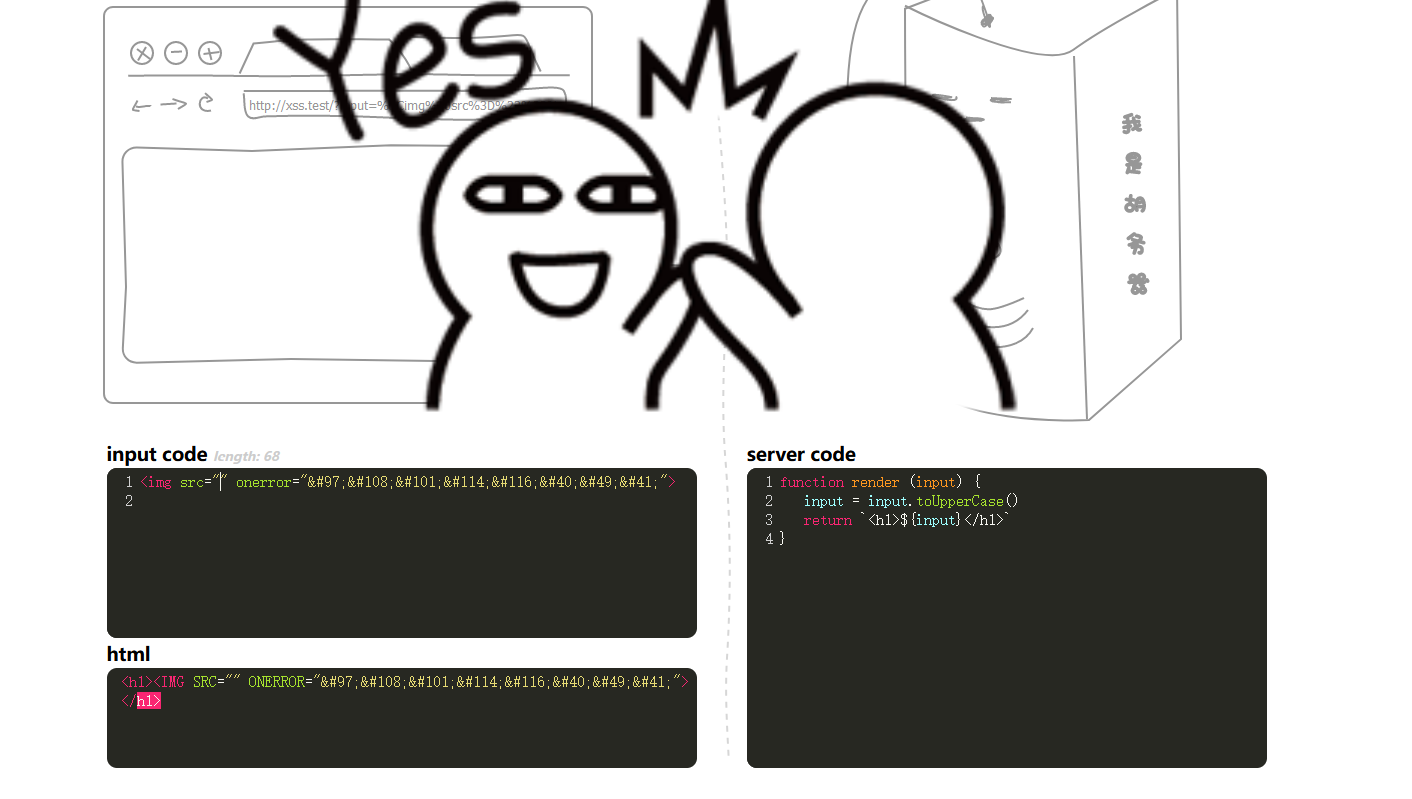 Yes
http://xss.test/?
我
是
胡
爷
爷
input code length: 68
1 <img src="" onerror="&#97;&#108;&#101;&#114;&#116;&#40;&#49;&#41;">
2
server code
1 function render (input) {
2 input = input.toUpperCase()
3 return `<h1>${input}</h1>`
4 }
html
<h1><IMG SRC="" ONERROR="&#97;&#108;&#101;&#114;&#116;&#40;&#49;&#41;">
</h1>